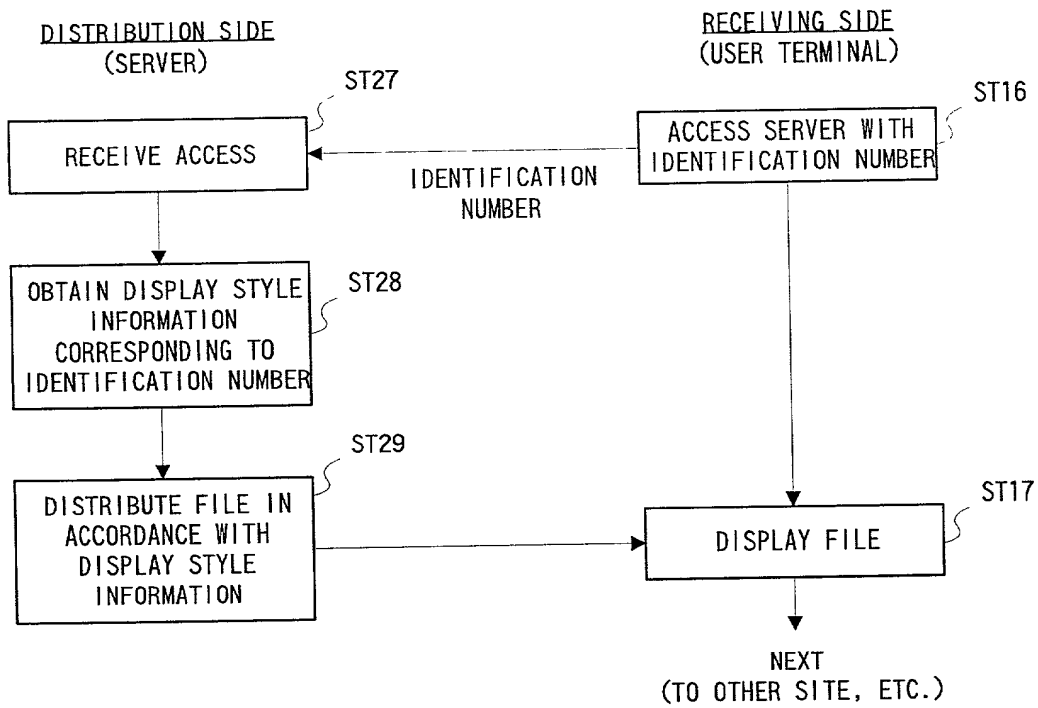 DISTRIBUTION SIDE
(SERVER)
RECEIVING SIDE
(USER TERMINAL)
ST27
RECEIVE ACCESS
ST16
ACCESS SERVER WITH
IDENTIFICATION NUMBER
IDENTIFICATION
NUMBER
ST28
OBTAIN DISPLAY STYLE
INFORMATION
CORRESPONDING TO
IDENTIFICATION NUMBER
ST29
DISTRIBUTE FILE IN
ACCORDANCE WITH
DISPLAY STYLE
INFORMATION
ST17
DISPLAY FILE
NEXT
(TO OTHER SITE, ETC.)